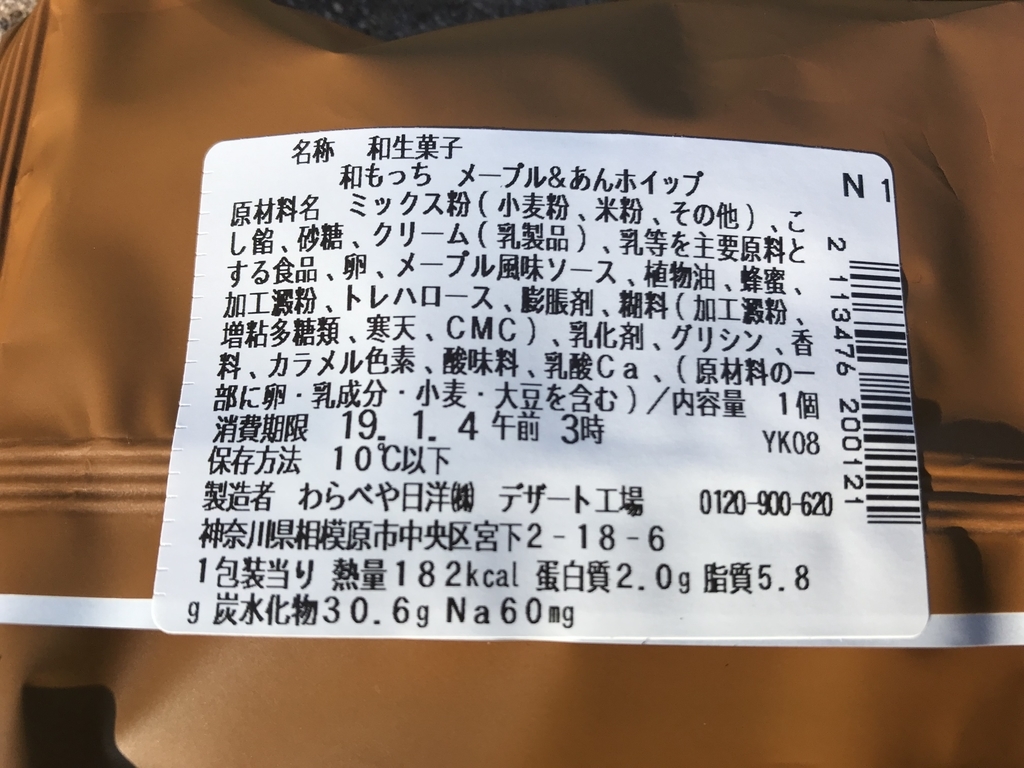 名称 和生菓子
和もっち メープル&あんホイップ
N 1
原材料名 ミックス粉(小麦粉、米粉、その他)、こ
し餡、砂糖、クリーム(乳製品)、乳等を主要原料と
する食品、卵、メープル風味ソース、植物油、蜂蜜、
加工澱粉、トレハロース、膨脹剤、糊料(加工澱粉、
増粘多糖類、寒天、CMC)、乳化剤、グリシン、香
料、カラメル色素、酸味料、乳酸Ca、(原材料の一
部に卵・乳成分・小麦・大豆を含む)/内容量 1個
消費期限 19. 1. 4 午前 3時
YK08
保存方法 10℃以下
製造者 わらべや日洋㈱ デザート工場 0120-900-620
神奈川県相模原市中央区宮下2-18-6
1包装当り 熱量182kcal 蛋白質2.0g 脂質5.8
g 炭水化物30.6g Na60mg
2 113476 200121